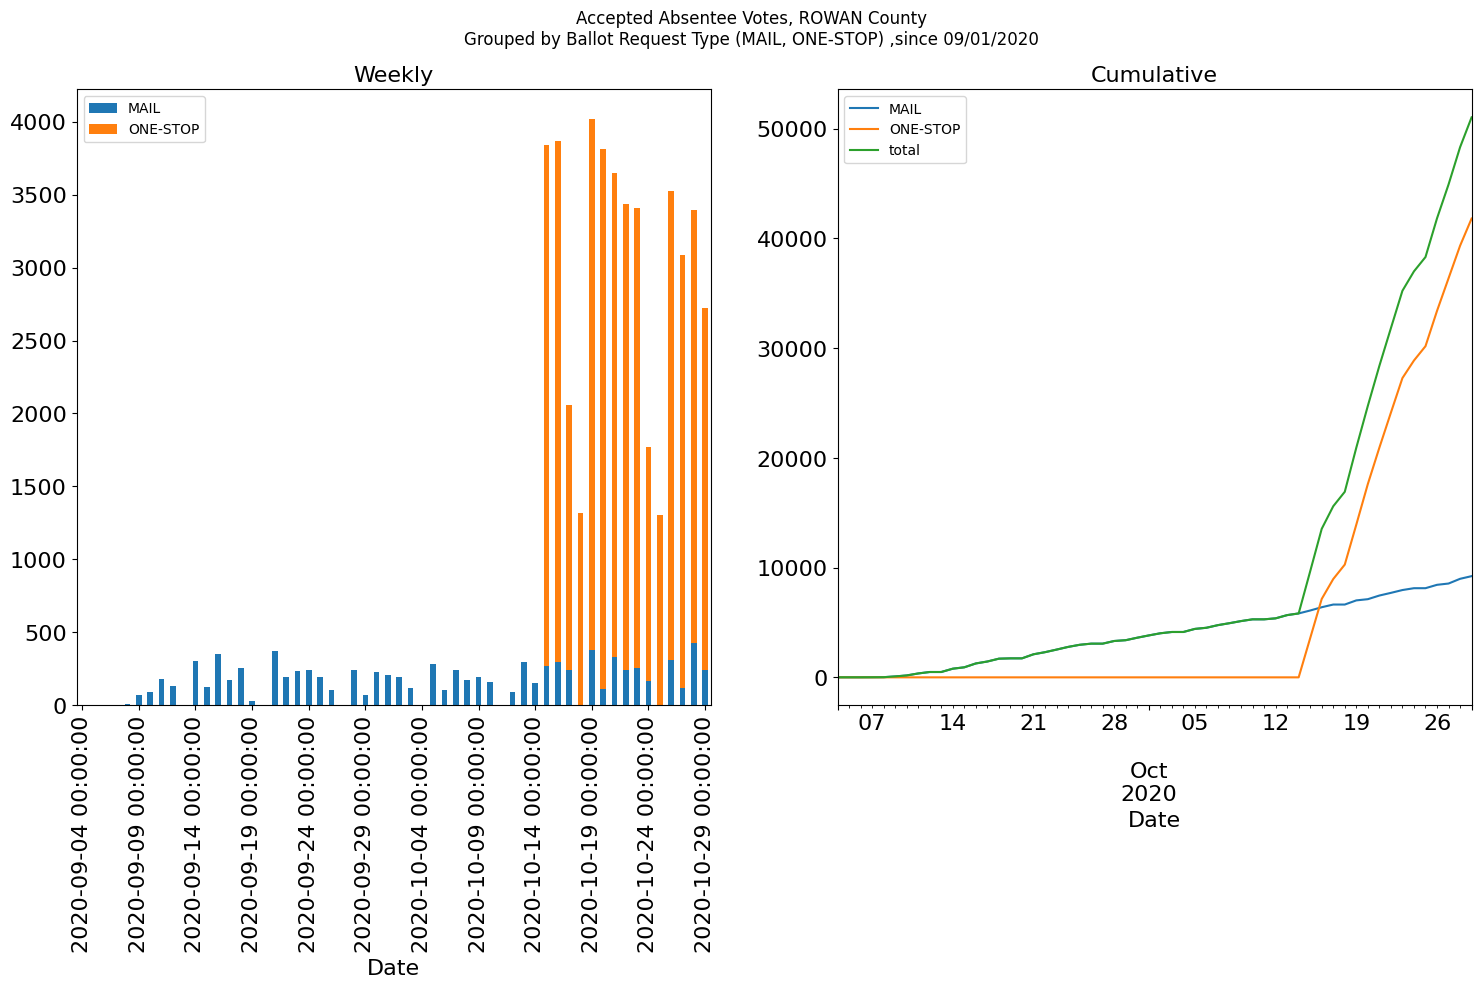 Accepted Absentee Votes, ROWAN County
Grouped by Ballot Request Type (MAIL, ONE-STOP) ,since 09/01/2020
Weekly
MAIL
ONE-STOP
4000
3500
3000
2500
2000
1500
1000
500
0
2020-09-04 00:00:00
2020-09-09 00:00:00
2020-09-14 00:00:00
2020-09-19 00:00:00
2020-09-24 00:00:00
2020-09-29 00:00:00
2020-10-04 00:00:00
2020-10-09 00:00:00
2020-10-14 00:00:00
2020-10-19 00:00:00
2020-10-24 00:00:00
2020-10-29 00:00:00
Date
Cumulative
MAIL
ONE-STOP
total
50000
40000
30000
20000
10000
0
07 14 21 28 05 12 19 26
Oct
2020
Date